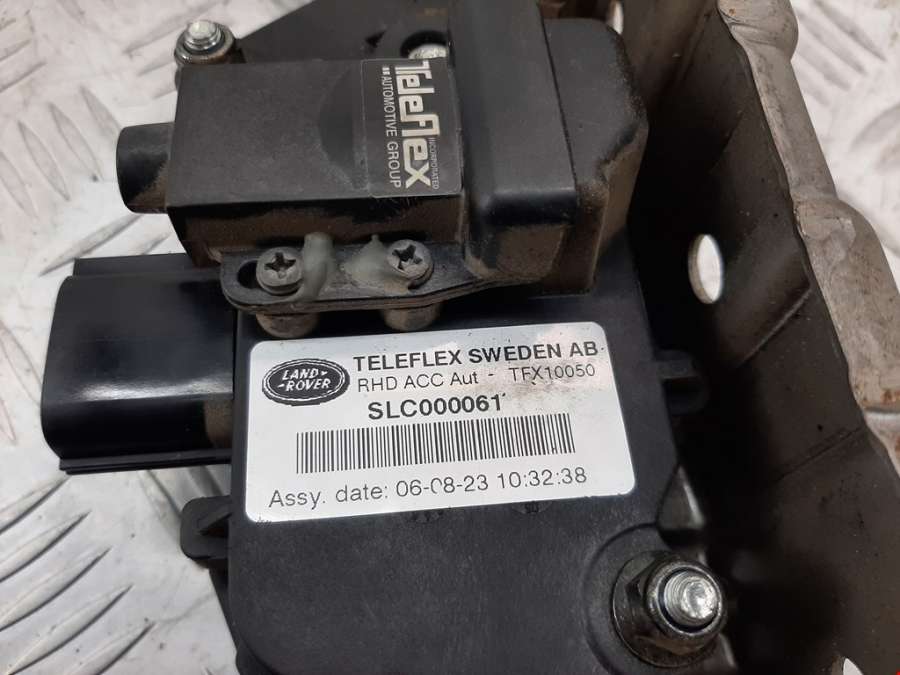 Teleflex
INCORPORATED
AUTOMOTIVE GROUP
LAND
ROVER
TELEFLEX SWEDEN AB
RHD ACC Aut - TFX10050
SLC000061
Assy. date: 06-08-23 10:32:38